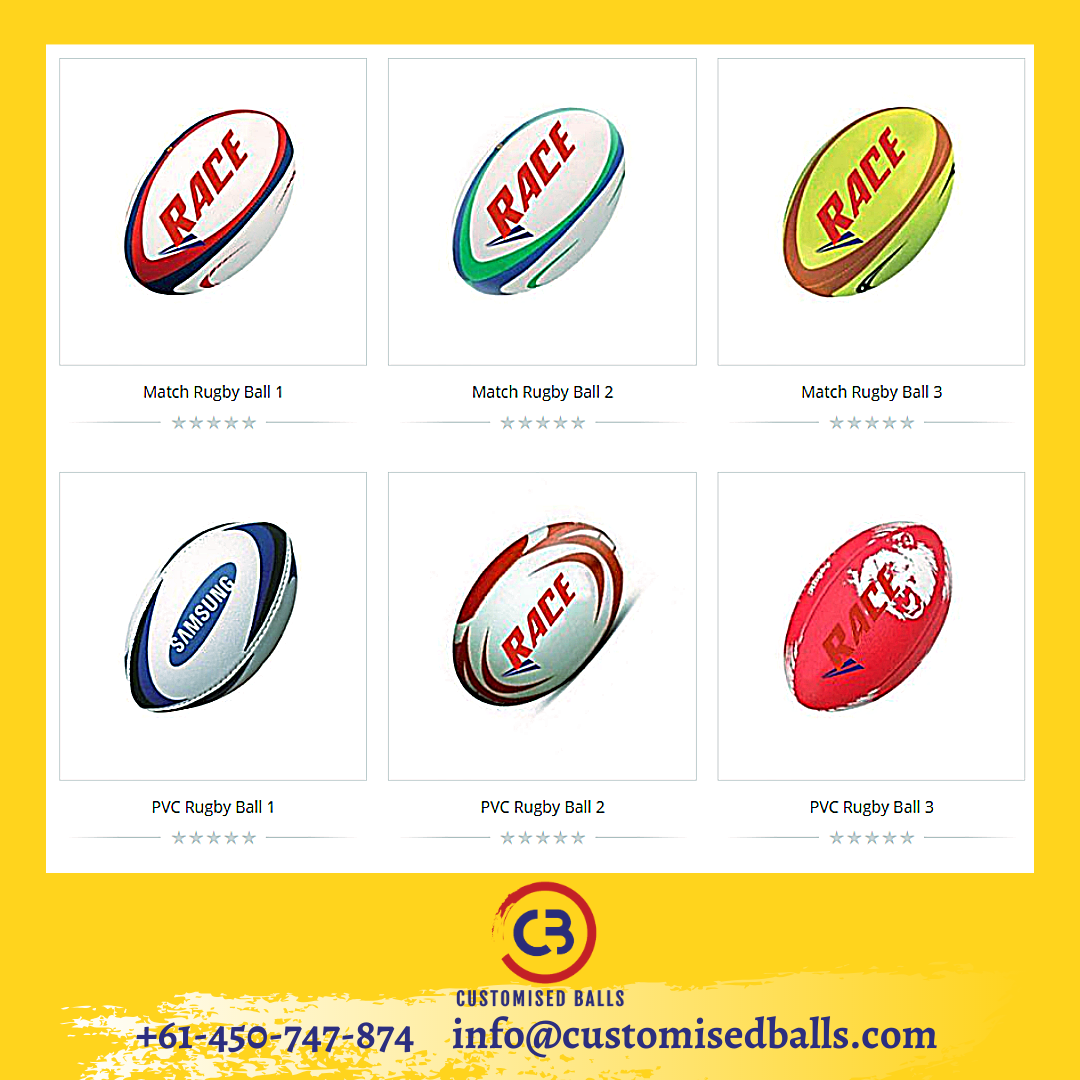 RACE
RACE
RACE
Match Rugby Ball 1
Match Rugby Ball 2
Match Rugby Ball 3
SAMSUNG
RACE
RACE
PVC Rugby Ball 1
PVC Rugby Ball 2
PVC Rugby Ball 3
CB
CUSTOMISED BALLS
+61-450-747-874
info@customisedballs.com